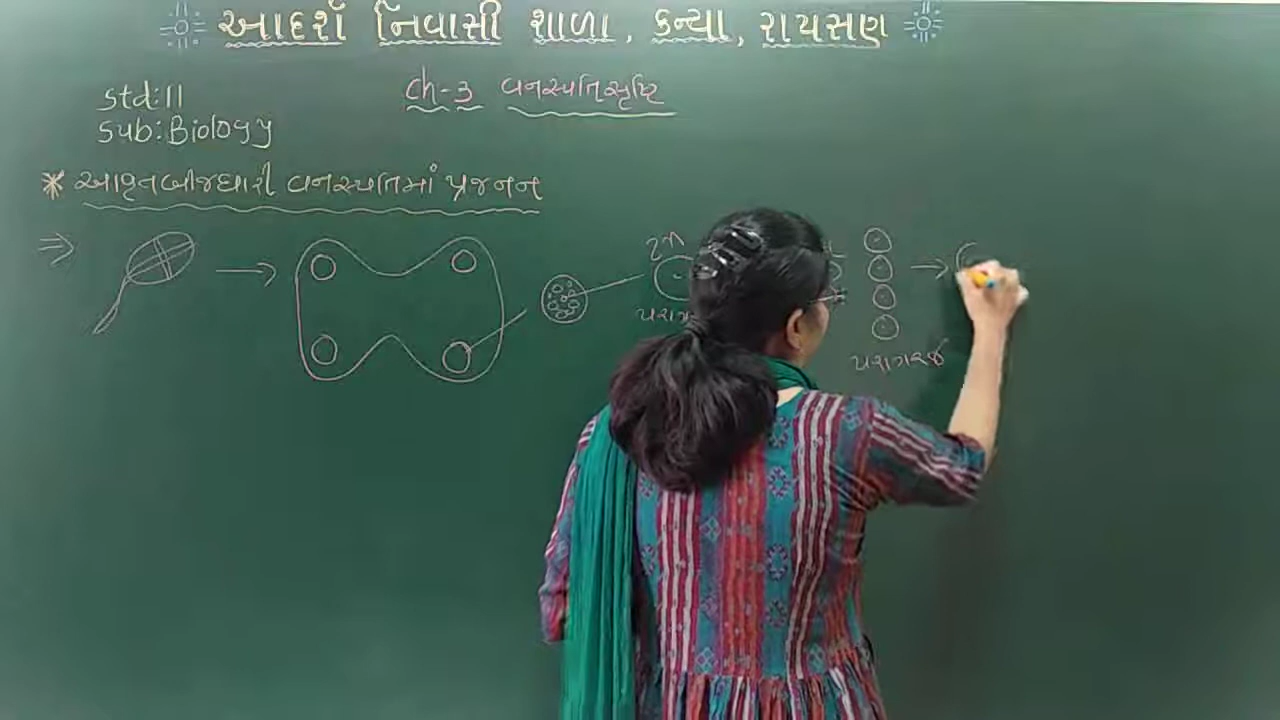 આદર્શ નિવાસી શાળા, કન્યા, રાયસણ
std:11
Ch-3 વનસ્પતિસૃષ્ટિ
Sub:Biology
* આવૃતબીજધારી વનસ્પતિમાં પ્રજનન
2n
પરાગરજ